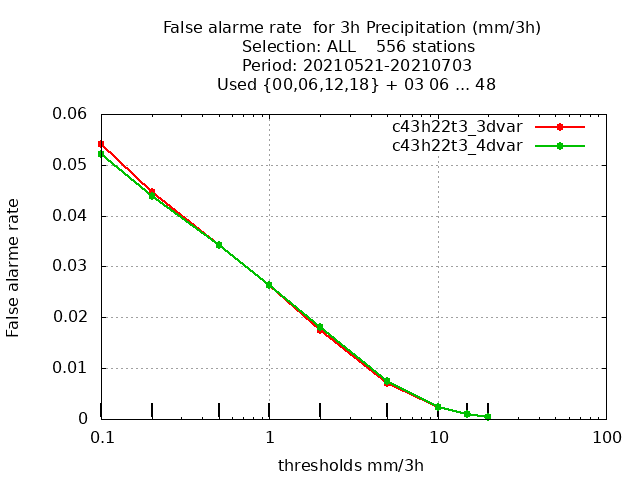 False alarme rate  for 3h Precipitation (mm/3h)
Selection: ALL    556 stations
Period: 20210521-20210703
Used {00,06,12,18} + 03 06 ... 48
c43h22t3_3dvar
c43h22t3_4dvar
False alarme rate
0.06
0.05
0.04
0.03
0.02
0.01
0
0.1
1
10
100
thresholds mm/3h